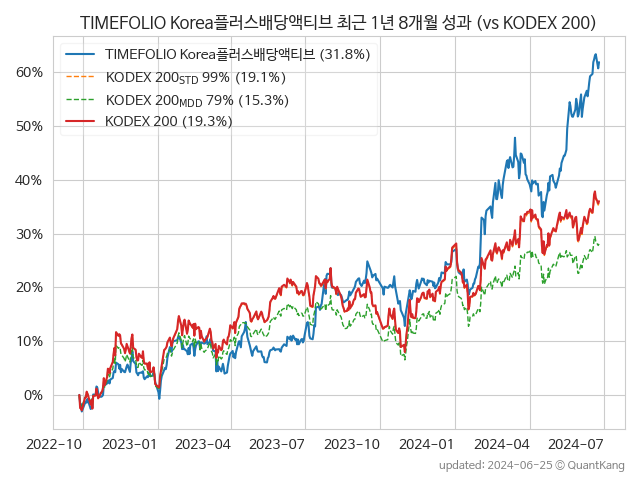 TIMEFOLIO Korea플러스배당액티브 최근 1년 8개월 성과 (vs KODEX 200)
TIMEFOLIO Korea플러스배당액티브 (31.8%)
KODEX 200STD 99% (19.1%)
KODEX 200MDD 79% (15.3%)
KODEX 200 (19.3%)
60%
50%
40%
30%
20%
10%
0%
2022-10 2023-01 2023-04 2023-07 2023-10 2024-01 2024-04 2024-07
updated: 2024-06-25 © QuantKang